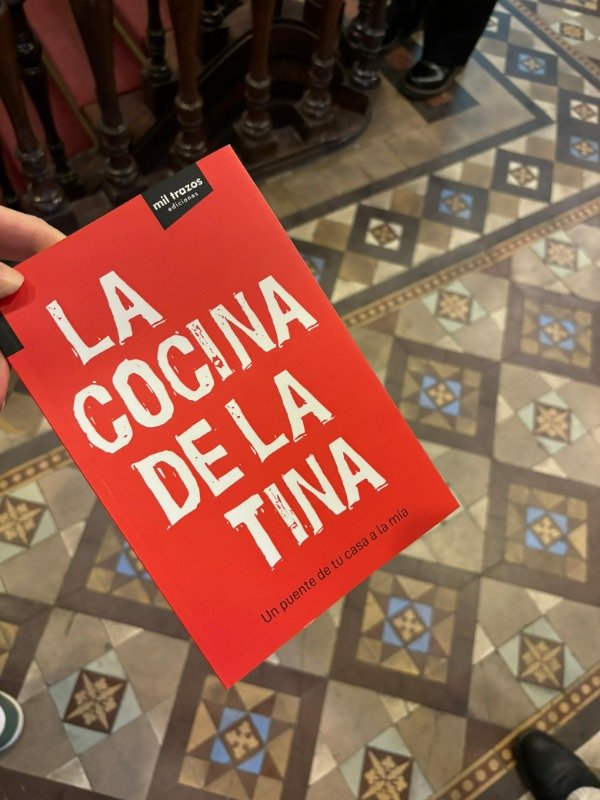 mil trazos
ediciones
LA
COCINA
DE LA
TINA
Un puente de tu casa a la mía